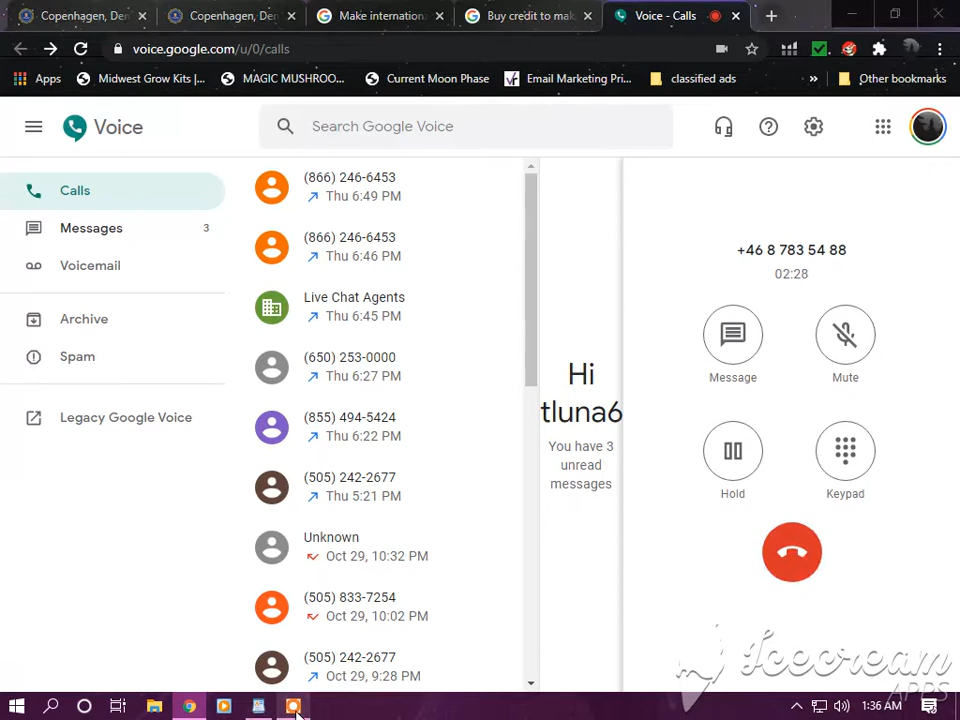 Copenhagen, Den
Copenhagen, Der
Make internation
Buy credit to mak
Voice - Calls
voice.google.com/u/0/calls
Apps
Midwest Grow Kits |...
MAGIC MUSHROO...
Current Moon Phase
Email Marketing Pri...
classified ads
»
Other bookmarks
Voice
Search Google Voice
Calls
Messages 3
Voicemail
Archive
Spam
Legacy Google Voice
(866) 246-6453
Thu 6:49 PM
(866) 246-6453
Thu 6:46 PM
Live Chat Agents
Thu 6:45 PM
(650) 253-0000
Thu 6:27 PM
(855) 494-5424
Thu 6:22 PM
(505) 242-2677
Thu 5:21 PM
Unknown
Oct 29, 10:32 PM
(505) 833-7254
Oct 29, 10:02 PM
(505) 242-2677
Oct 29, 9:28 PM
Hi
tluna6
You have 3
unread
messages
+46 8 783 54 88
02:28
Message
Mute
Hold
Keypad
Icecream
APPS
1:36 AM